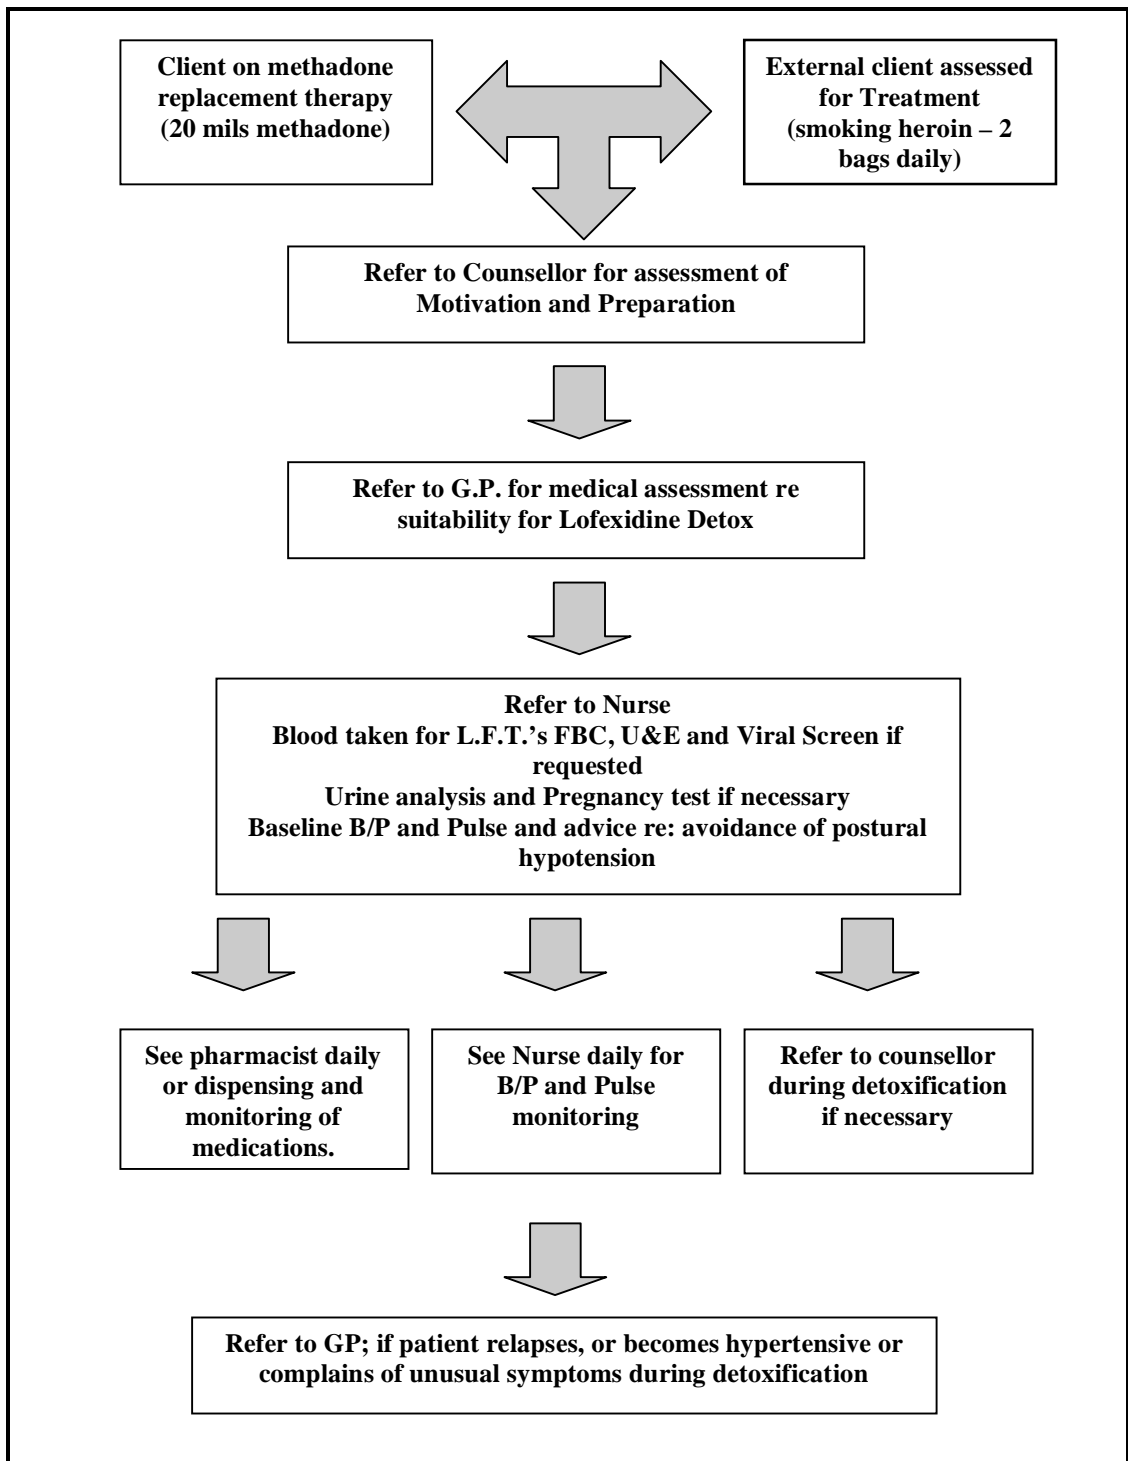 Client on methadone
replacement therapy
(20 mils methadone)
External client assessed
for Treatment
(smoking heroin – 2
bags daily)
Refer to Counsellor for assessment of
Motivation and Preparation
Refer to G.P. for medical assessment re
suitability for Lofexidine Detox
Refer to Nurse
Blood taken for L.F.T.’s FBC, U&E and Viral Screen if
requested
Urine analysis and Pregnancy test if necessary
Baseline B/P and Pulse and advice re: avoidance of postural
hypotension
See pharmacist daily
or dispensing and
monitoring of
medications.
See Nurse daily for
B/P and Pulse
monitoring
Refer to counsellor
during detoxification
if necessary
Refer to GP; if patient relapses, or becomes hypertensive or
complains of unusual symptoms during detoxification